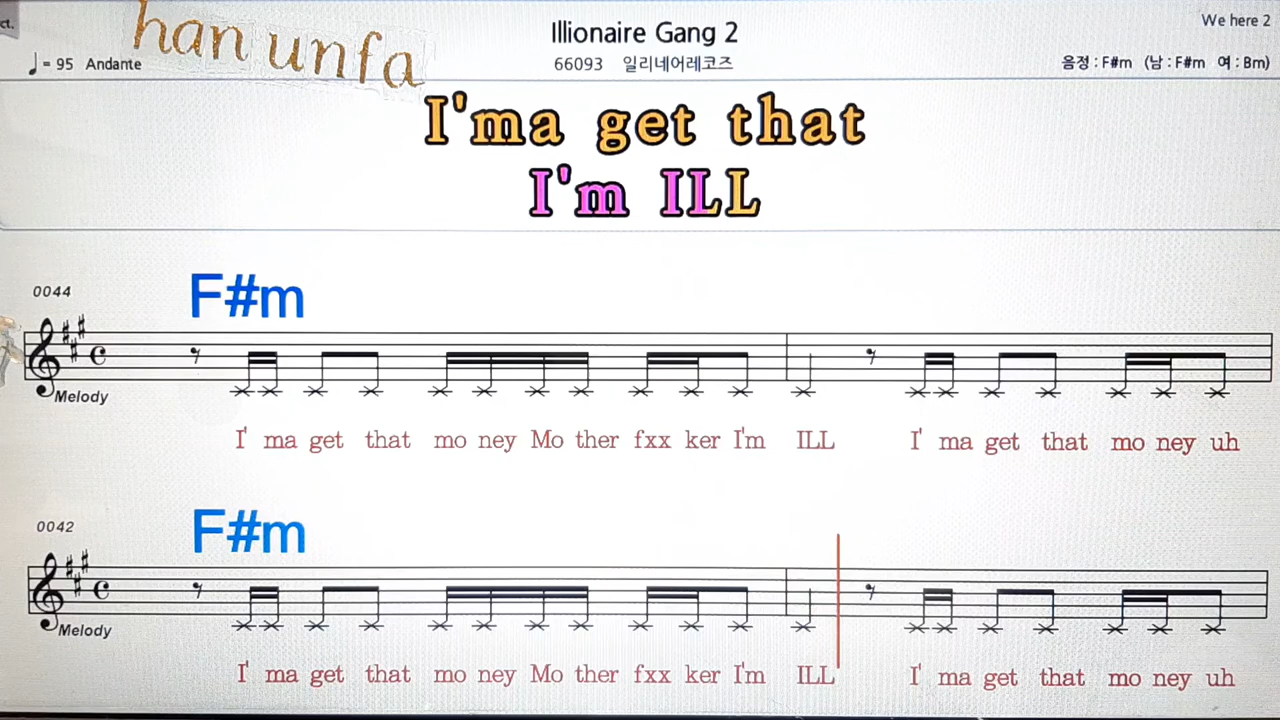 ct.
han unfa
Illionaire Gang 2
We here 2
♩= 95 Andante
66093 일리네어레코즈
음정 : F#m (남 : F#m 여 : Bm)
I'ma get that
I'm ILL
0044
F#m
Melody
I' ma get that mo ney Mo ther fxx ker I'm ILL I' ma get that mo ney uh
0042
F#m
Melody
I' ma get that mo ney Mo ther fxx ker I'm ILL I' ma get that mo ney uh